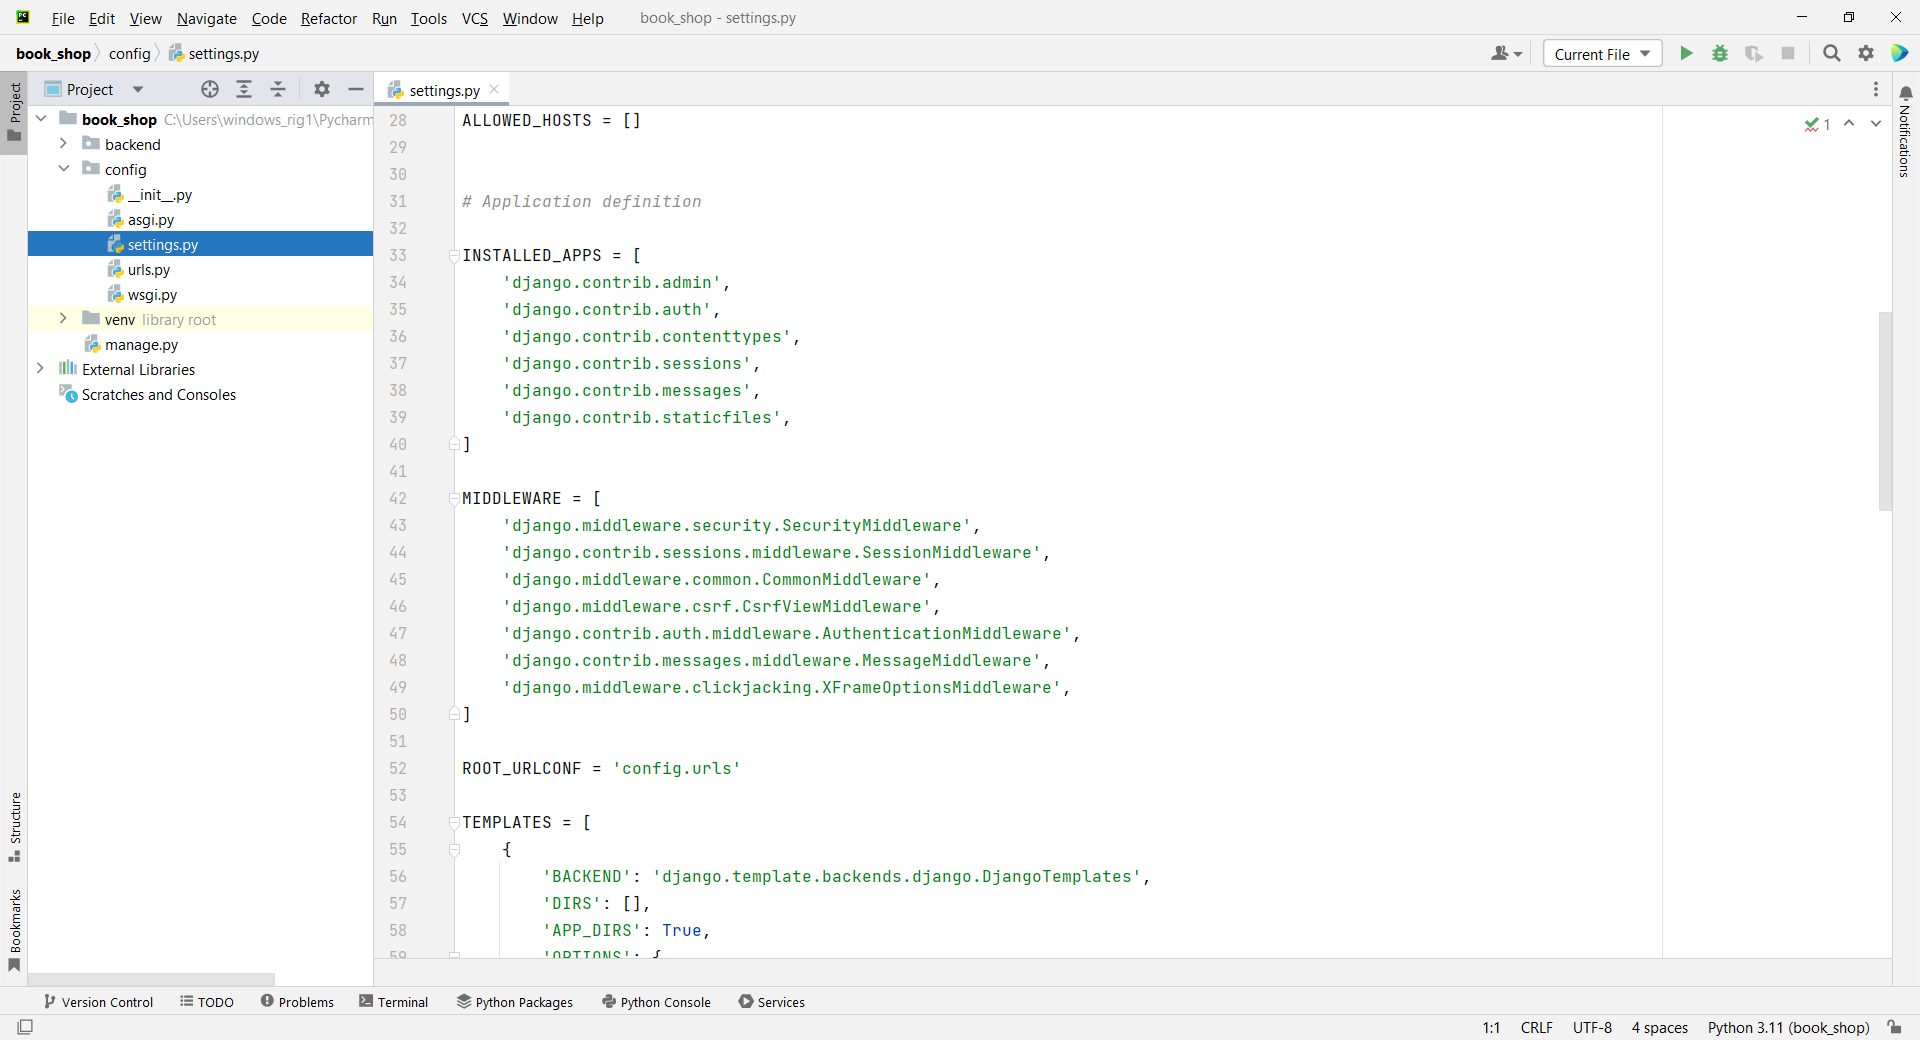 File Edit View Navigate Code Refactor Run Tools VCS Window Help book_shop - settings.py
book_shop config settings.py Current File
Project
Project
settings.py
Notifications
book_shop C:\Users\windows_rig1\Pycharm
backend
config
__init__.py
asgi.py
settings.py
urls.py
wsgi.py
venv library root
manage.py
External Libraries
Scratches and Consoles
1
28 ALLOWED_HOSTS = []
29
30
31 # Application definition
32
33 INSTALLED_APPS = [
34 'django.contrib.admin',
35 'django.contrib.auth',
36 'django.contrib.contenttypes',
37 'django.contrib.sessions',
38 'django.contrib.messages',
39 'django.contrib.staticfiles',
40 ]
41
42 MIDDLEWARE = [
43 'django.middleware.security.SecurityMiddleware',
44 'django.contrib.sessions.middleware.SessionMiddleware',
45 'django.middleware.common.CommonMiddleware',
46 'django.middleware.csrf.CsrfViewMiddleware',
47 'django.contrib.auth.middleware.AuthenticationMiddleware',
48 'django.contrib.messages.middleware.MessageMiddleware',
49 'django.middleware.clickjacking.XFrameOptionsMiddleware',
50 ]
51
52 ROOT_URLCONF = 'config.urls'
53
54 TEMPLATES = [
55 {
56 'BACKEND': 'django.template.backends.django.DjangoTemplates',
57 'DIRS': [],
58 'APP_DIRS': True,
59 'OPTIONS': {
Structure
Bookmarks
Version Control TODO Problems Terminal Python Packages Python Console Services
1:1 CRLF UTF-8 4 spaces Python 3.11 (book_shop)